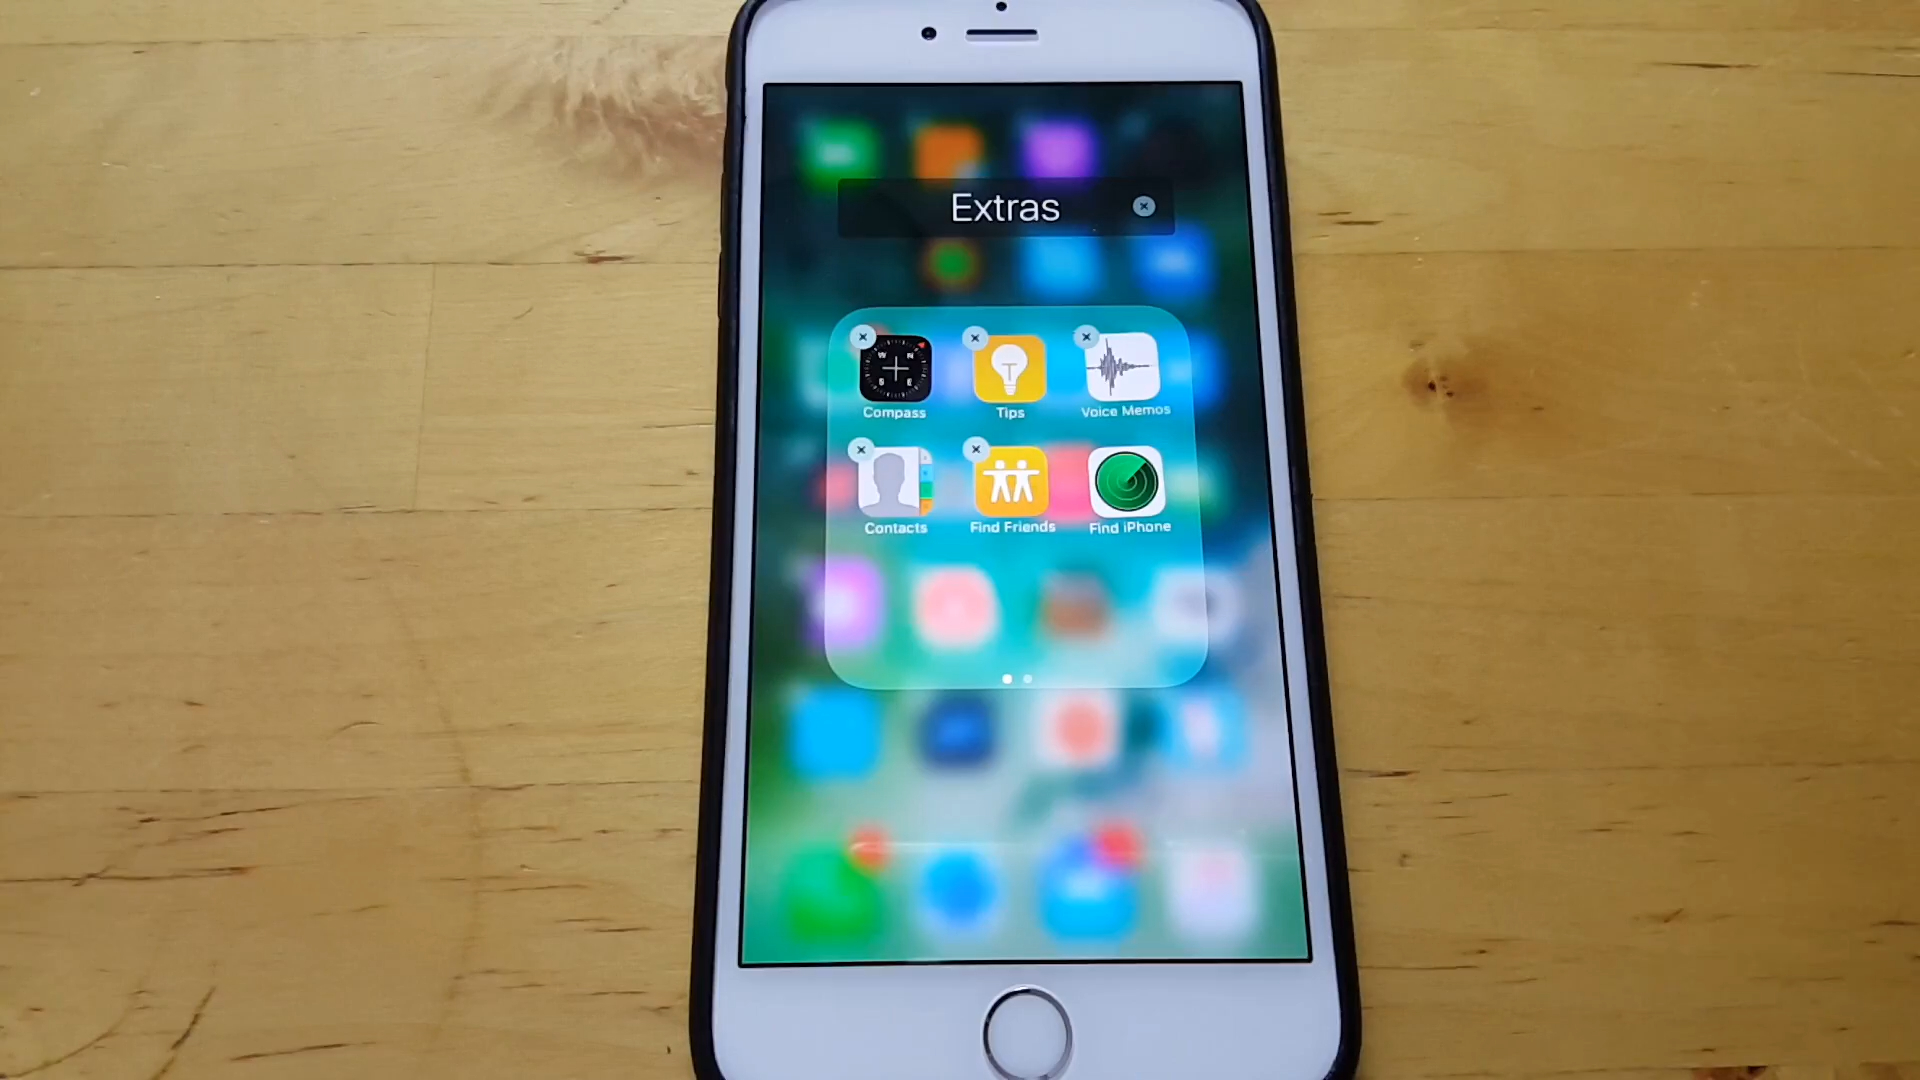 Extras
W N
S E
Compass
Tips
Voice Memos
Contacts
Find Friends
Find iPhone